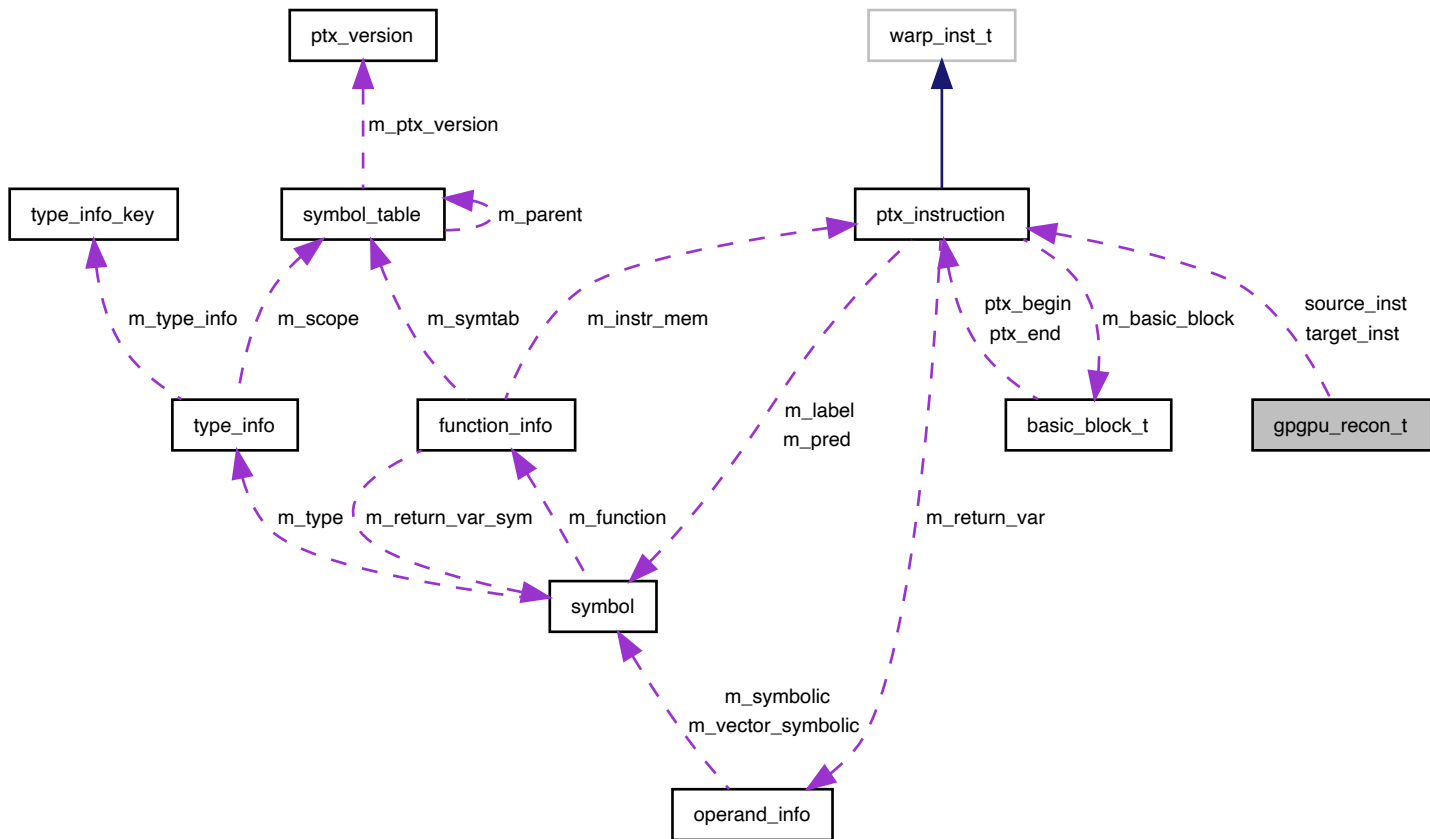 ptx_version
warp_inst_t
m_ptx_version
type_info_key
symbol_table
m_parent
ptx_instruction
m_type_info
m_scope
m_symtab
m_instr_mem
ptx_begin
ptx_end
m_basic_block
source_inst
target_inst
type_info
function_info
m_label
m_pred
basic_block_t
gpgpu_recon_t
m_type
m_return_var_sym
m_function
m_return_var
symbol
m_symbolic
m_vector_symbolic
operand_info